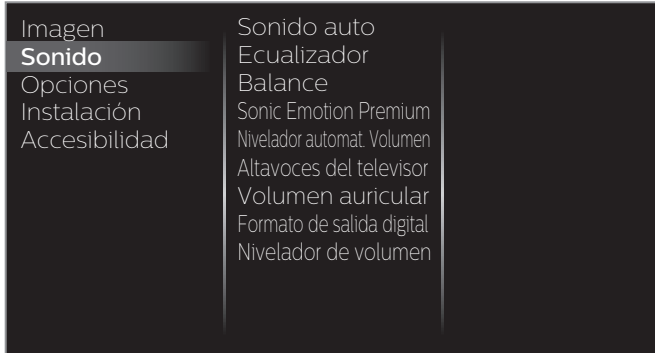 Imagen
Sonido
Opciones
Instalación
Accesibilidad
Sonido auto
Ecualizador
Balance
Sonic Emotion Premium
Nivelador automat. Volumen
Altavoces del televisor
Volumen auricular
Formato de salida digital
Nivelador de volumen